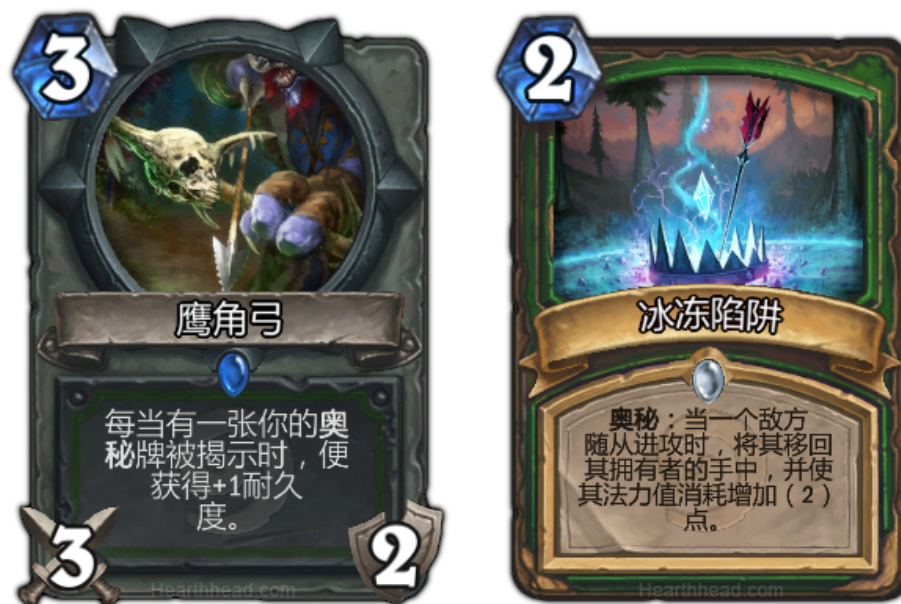 3
鹰角弓
每当有一张你的奥
秘牌被揭示时，便
获得+1耐久
度。
3
2
Hearthhead.com
2
冰冻陷阱
奥秘：当一个敌方
随从进攻时，将其移回
其拥有者的手中，并使
其法力值消耗增加（2）
点。
Hearthhead.com